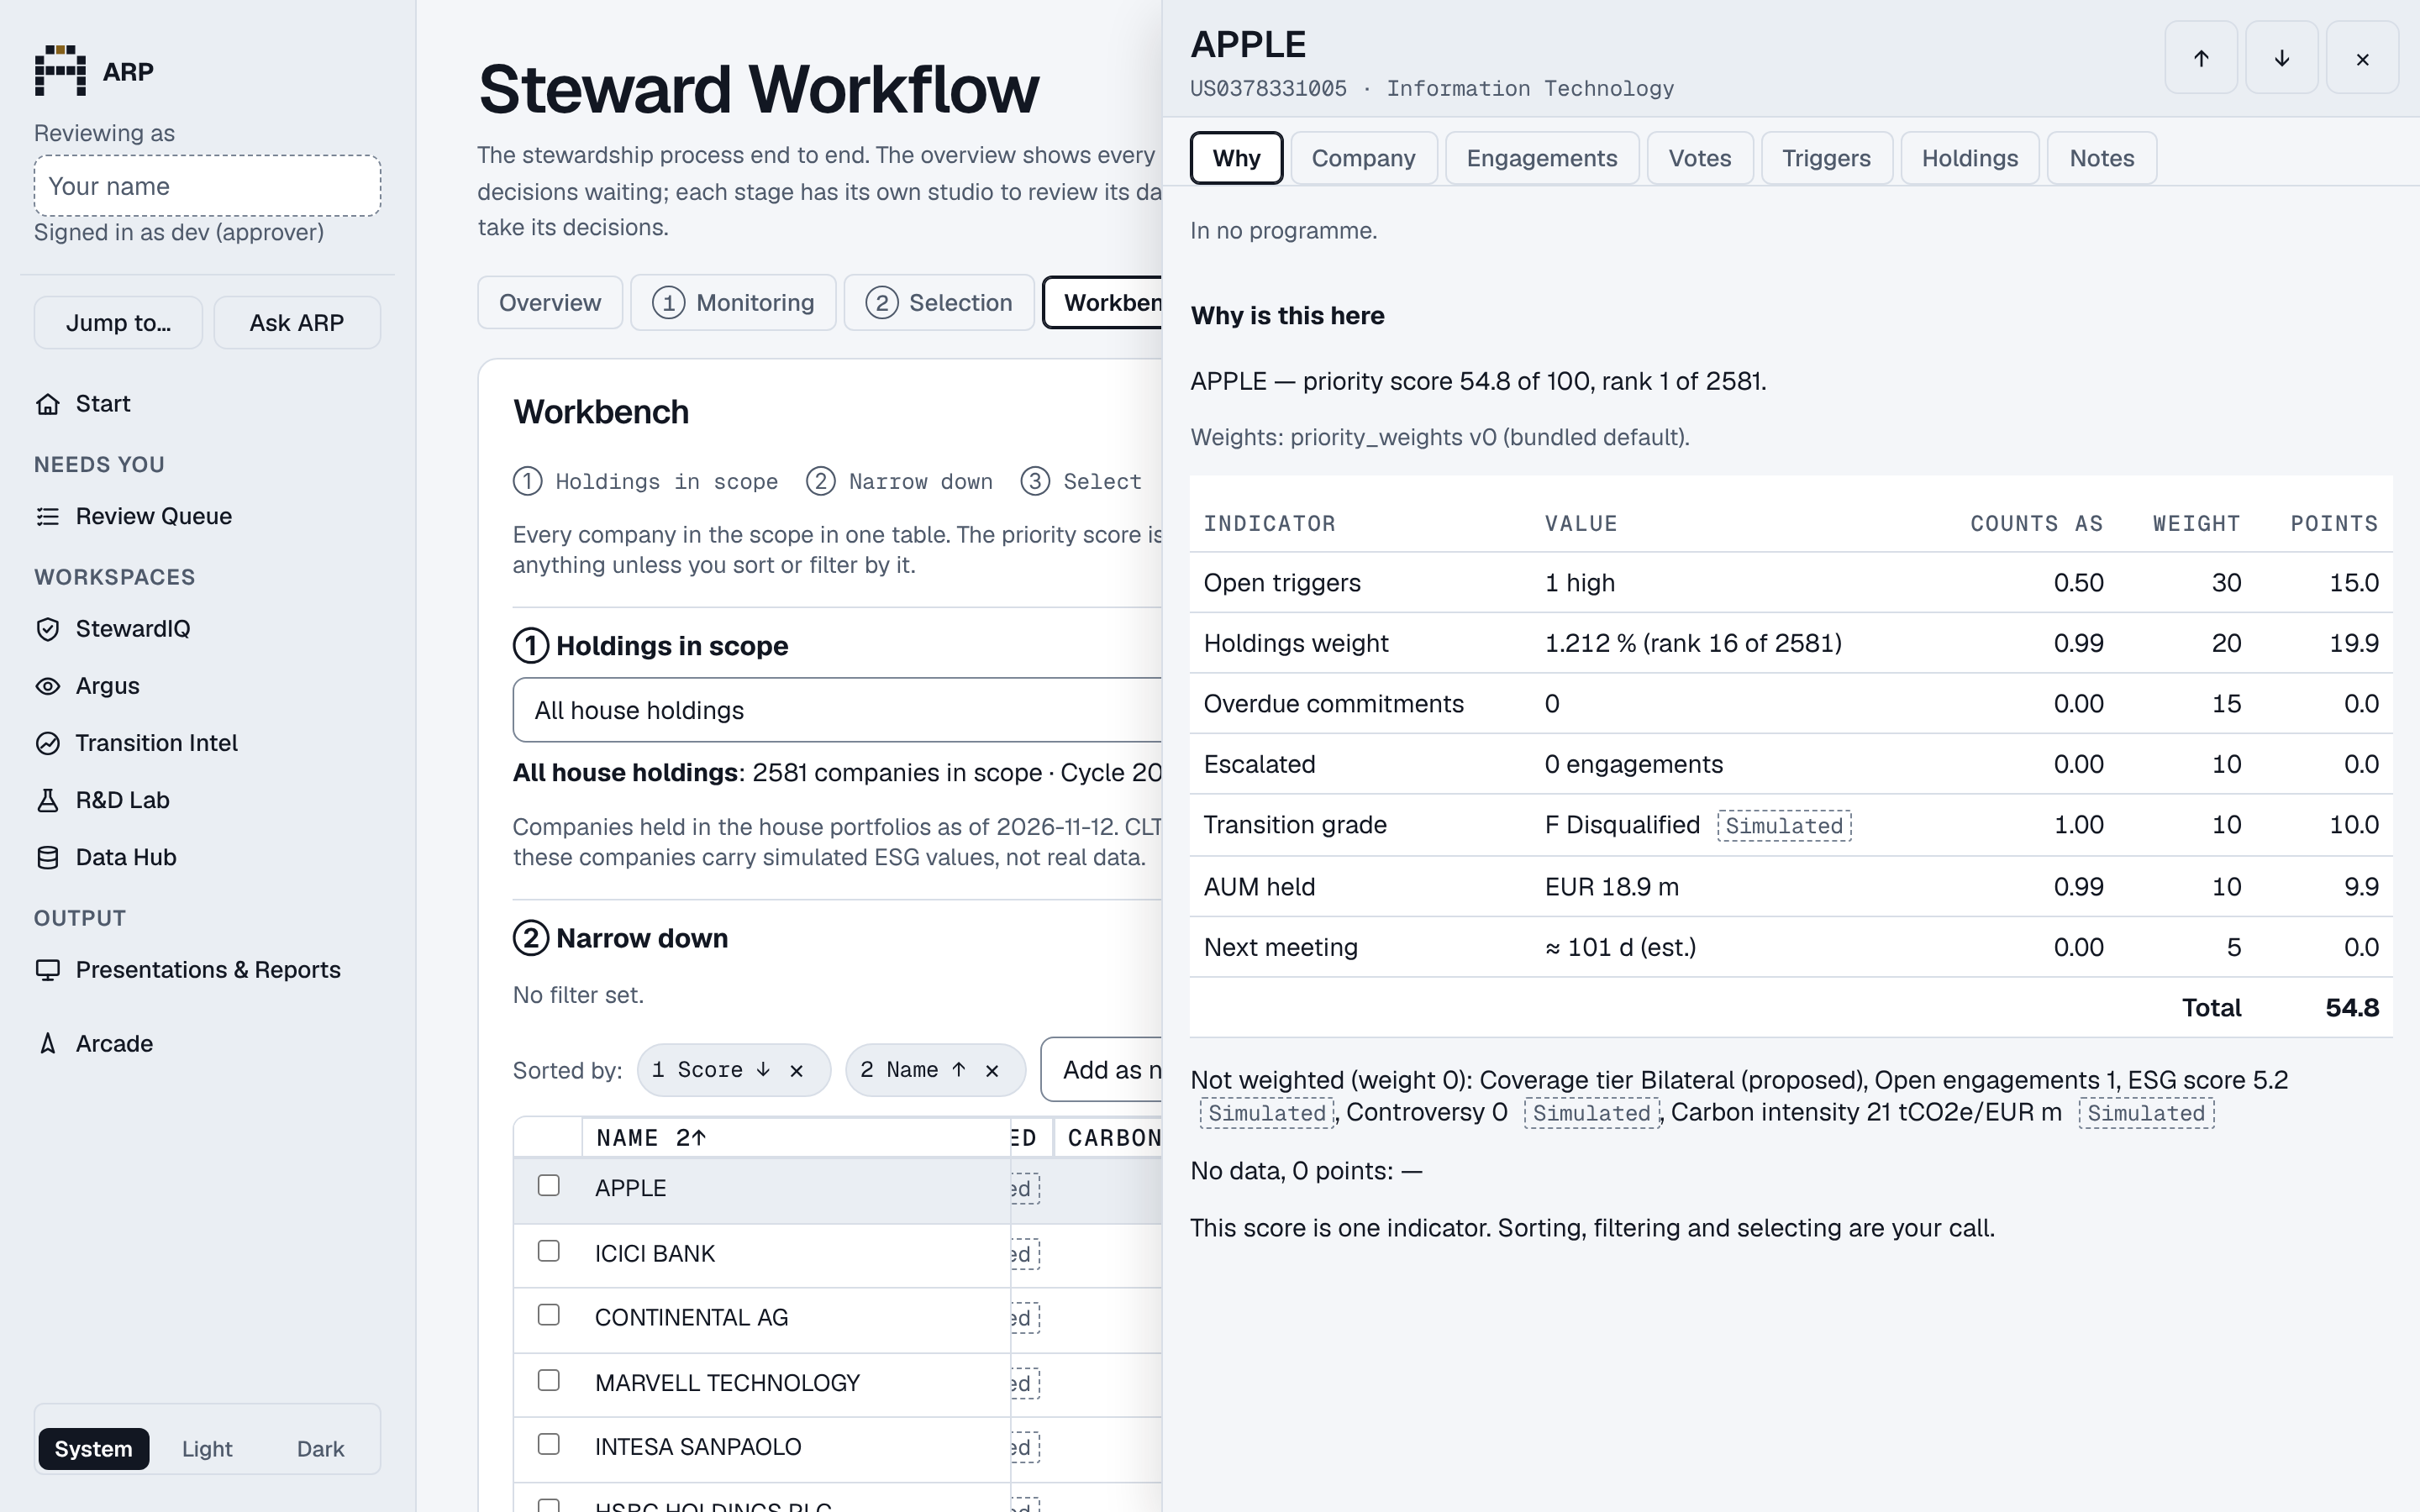 ARP
Reviewing as
Your name
Signed in as dev (approver)
Jump to...
Ask ARP
Start
NEEDS YOU
Review Queue
WORKSPACES
StewardIQ
Argus
Transition Intel
R&D Lab
Data Hub
OUTPUT
Presentations & Reports
Arcade
System Light Dark
Steward Workflow
The stewardship process end to end. The overview shows every
decisions waiting; each stage has its own studio to review its da
take its decisions.
Overview 1 Monitoring 2 Selection Workben
Workbench
1 Holdings in scope 2 Narrow down 3 Select
Every company in the scope in one table. The priority score is
anything unless you sort or filter by it.
1 Holdings in scope
All house holdings
All house holdings: 2581 companies in scope · Cycle 20
Companies held in the house portfolios as of 2026-11-12. CLT
these companies carry simulated ESG values, not real data.
2 Narrow down
No filter set.
Sorted by: 1 Score ↓ × 2 Name ↑ × Add as n
NAME 2↑ ED CARBON
APPLE ed
ICICI BANK ed
CONTINENTAL AG ed
MARVELL TECHNOLOGY ed
INTESA SANPAOLO ed
HSBC HOLDINGS PLC ed
APPLE
US0378331005 · Information Technology
↑ ↓ ×
Why Company Engagements Votes Triggers Holdings Notes
In no programme.
Why is this here
APPLE — priority score 54.8 of 100, rank 1 of 2581.
Weights: priority_weights v0 (bundled default).
INDICATOR VALUE COUNTS AS WEIGHT POINTS
Open triggers 1 high 0.50 30 15.0
Holdings weight 1.212 % (rank 16 of 2581) 0.99 20 19.9
Overdue commitments 0 0.00 15 0.0
Escalated 0 engagements 0.00 10 0.0
Transition grade F Disqualified Simulated 1.00 10 10.0
AUM held EUR 18.9 m 0.99 10 9.9
Next meeting ≈ 101 d (est.) 0.00 5 0.0
Total 54.8
Not weighted (weight 0): Coverage tier Bilateral (proposed), Open engagements 1, ESG score 5.2
Simulated, Controversy 0 Simulated, Carbon intensity 21 tCO2e/EUR m Simulated
No data, 0 points: —
This score is one indicator. Sorting, filtering and selecting are your call.